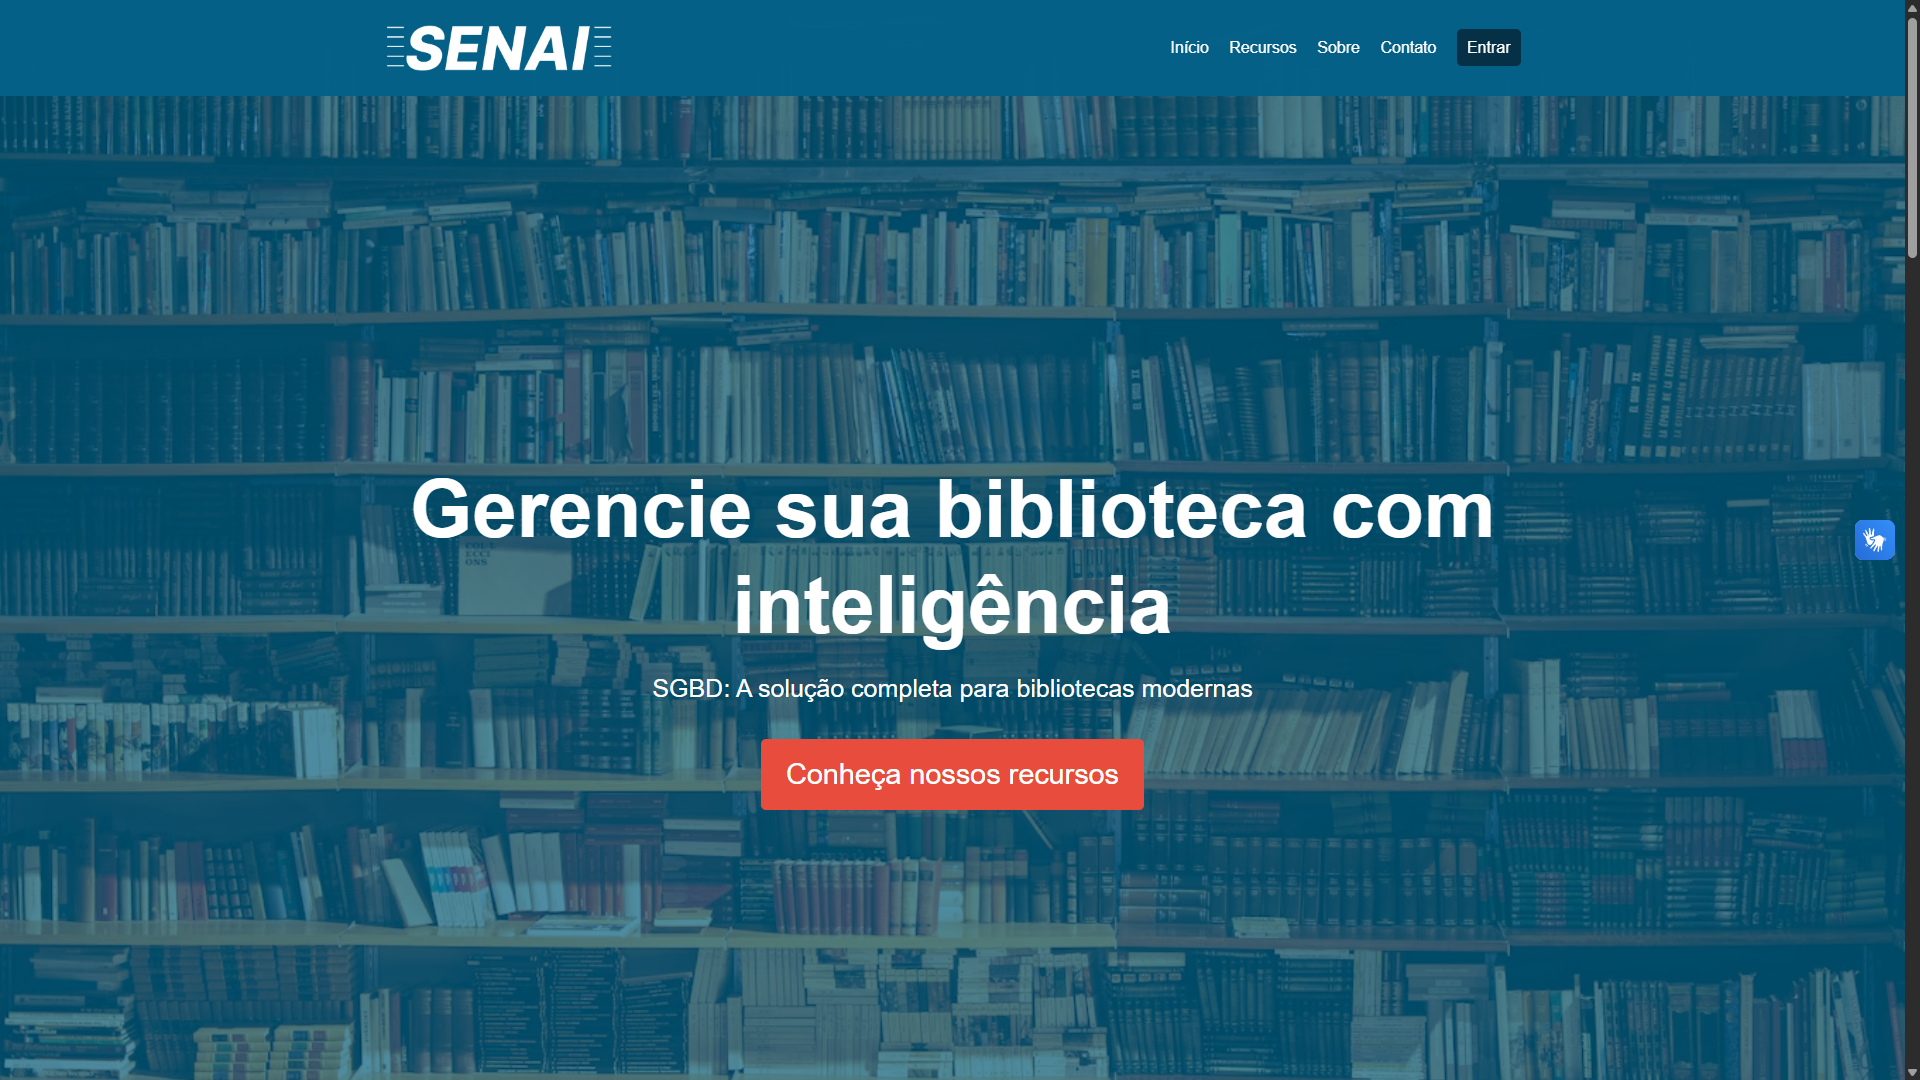 SENAI
Início Recursos Sobre Contato Entrar
Gerencie sua biblioteca com
inteligência
SGBD: A solução completa para bibliotecas modernas
Conheça nossos recursos